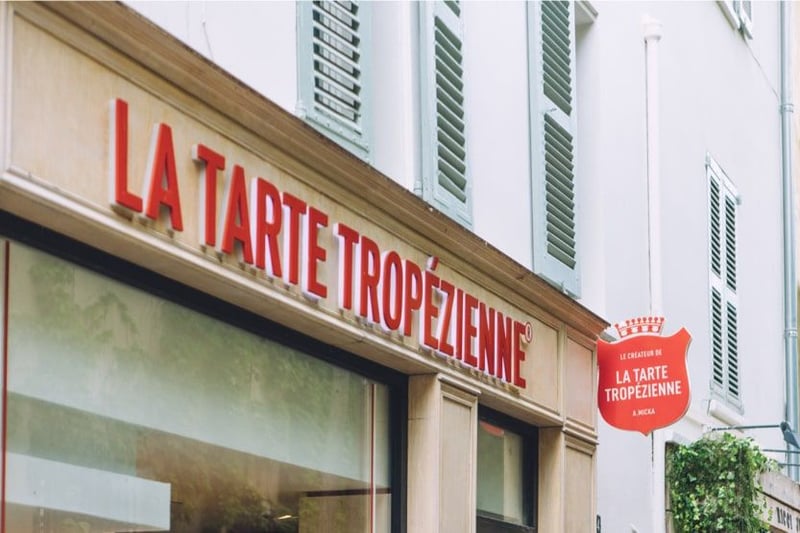 LA TARTE TROPÉZIENNE®
LE CRÉATEUR DE
LA TARTE
TROPÉZIENNE
A.MICKA